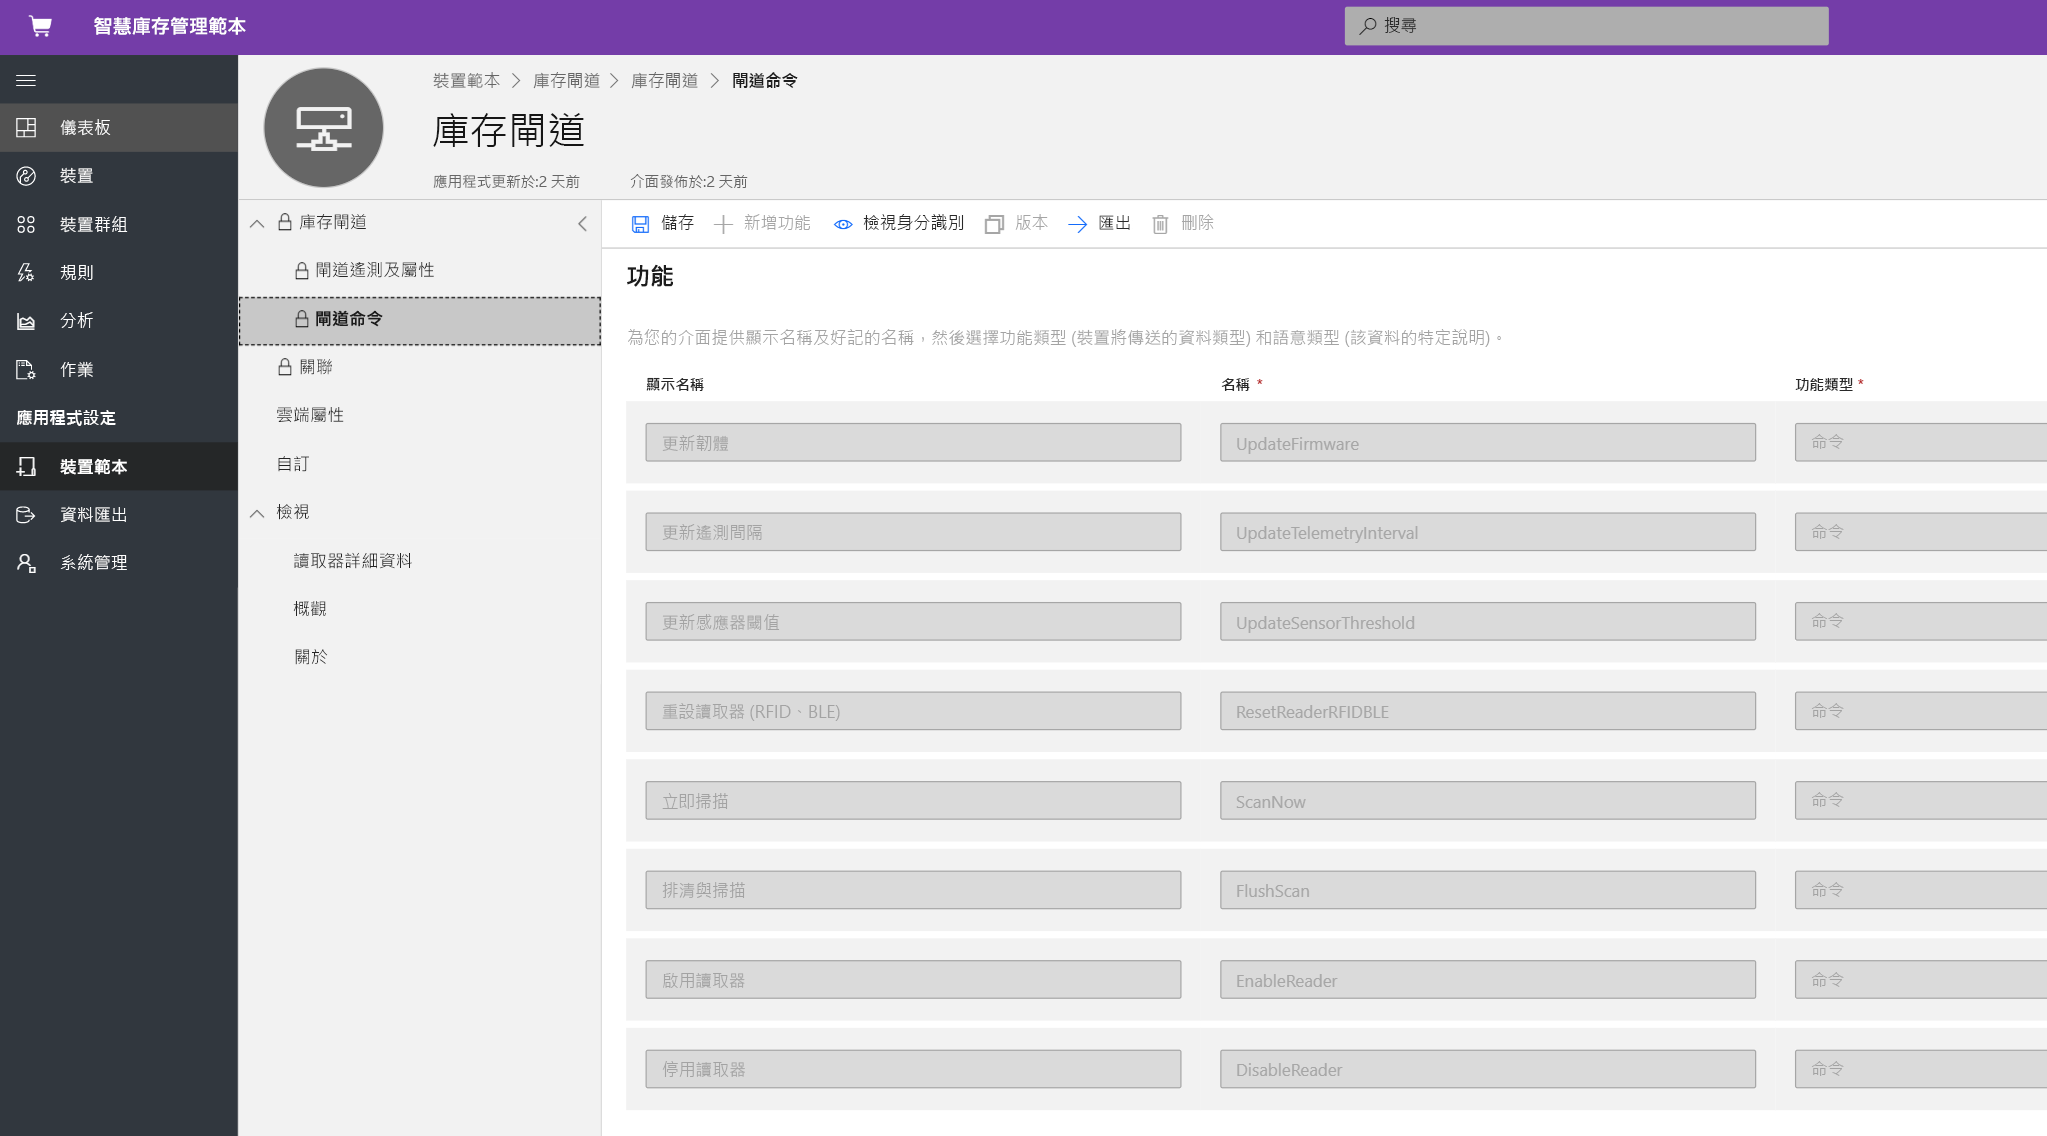 智慧庫存管理範本
搜尋
儀表板
裝置
裝置群組
規則
分析
作業
應用程式設定
裝置範本
資料匯出
系統管理
裝置範本 > 庫存閘道 > 庫存閘道 > 閘道命令
庫存閘道
應用程式更新於:2 天前 介面發佈於:2 天前
庫存閘道
閘道遙測及屬性
閘道命令
關聯
雲端屬性
自訂
檢視
讀取器詳細資料
概觀
關於
儲存 新增功能 檢視身分識別 版本 匯出 刪除
功能
為您的介面提供顯示名稱及好記的名稱，然後選擇功能類型 (裝置將傳送的資料類型) 和語意類型 (該資料的特定說明)。
顯示名稱 名稱 * 功能類型 *
更新韌體 UpdateFirmware 命令
更新遙測間隔 UpdateTelemetryInterval 命令
更新感應器閾值 UpdateSensorThreshold 命令
重設讀取器 (RFID、BLE) ResetReaderRFIDBLE 命令
立即掃描 ScanNow 命令
排清與掃描 FlushScan 命令
啟用讀取器 EnableReader 命令
停用讀取器 DisableReader 命令